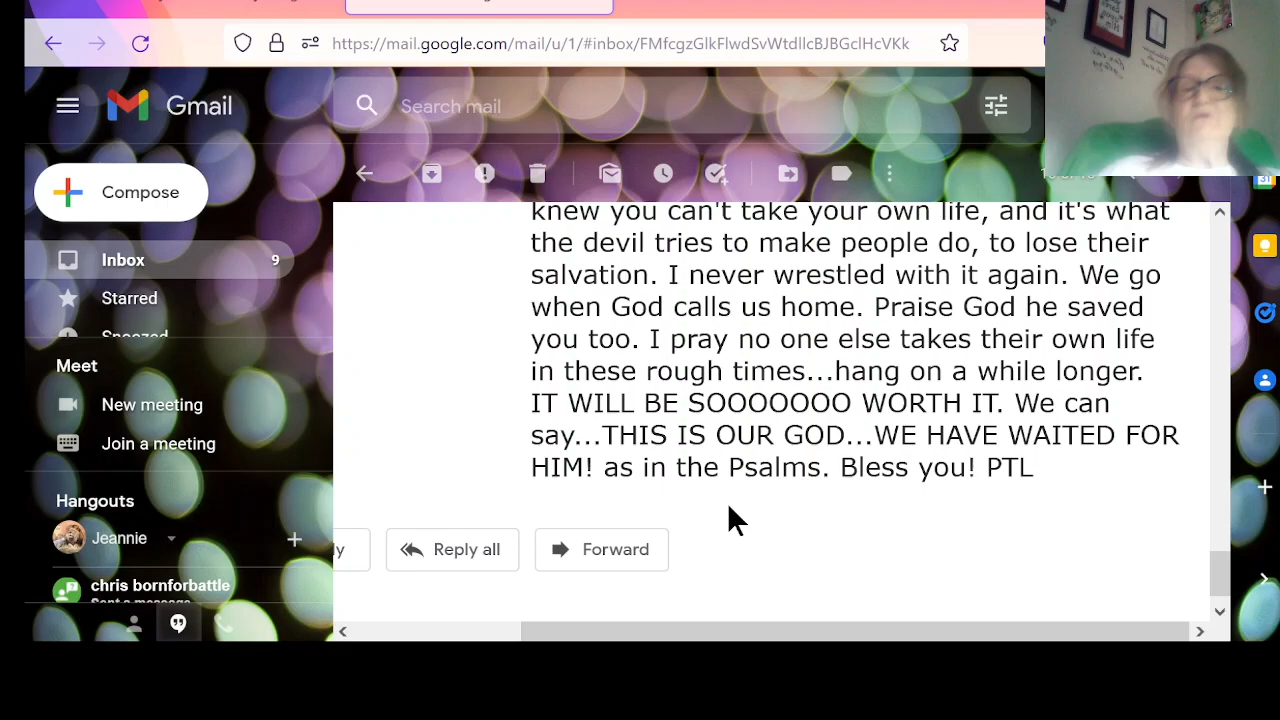 https://mail.google.com/mail/u/1/#inbox/FMfcgzGlkFlwdSvWtdllcBJBGclHcVKk
Gmail
Search mail
Compose
Inbox 9
Starred
Snoozed
Meet
New meeting
Join a meeting
Hangouts
Jeannie
chris bornforbattle
Sent a message
knew you can't take your own life, and it's what
the devil tries to make people do, to lose their
salvation. I never wrestled with it again. We go
when God calls us home. Praise God he saved
you too. I pray no one else takes their own life
in these rough times...hang on a while longer.
IT WILL BE SOOOOOOO WORTH IT. We can
say...THIS IS OUR GOD...WE HAVE WAITED FOR
HIM! as in the Psalms. Bless you! PTL
Reply all
Forward